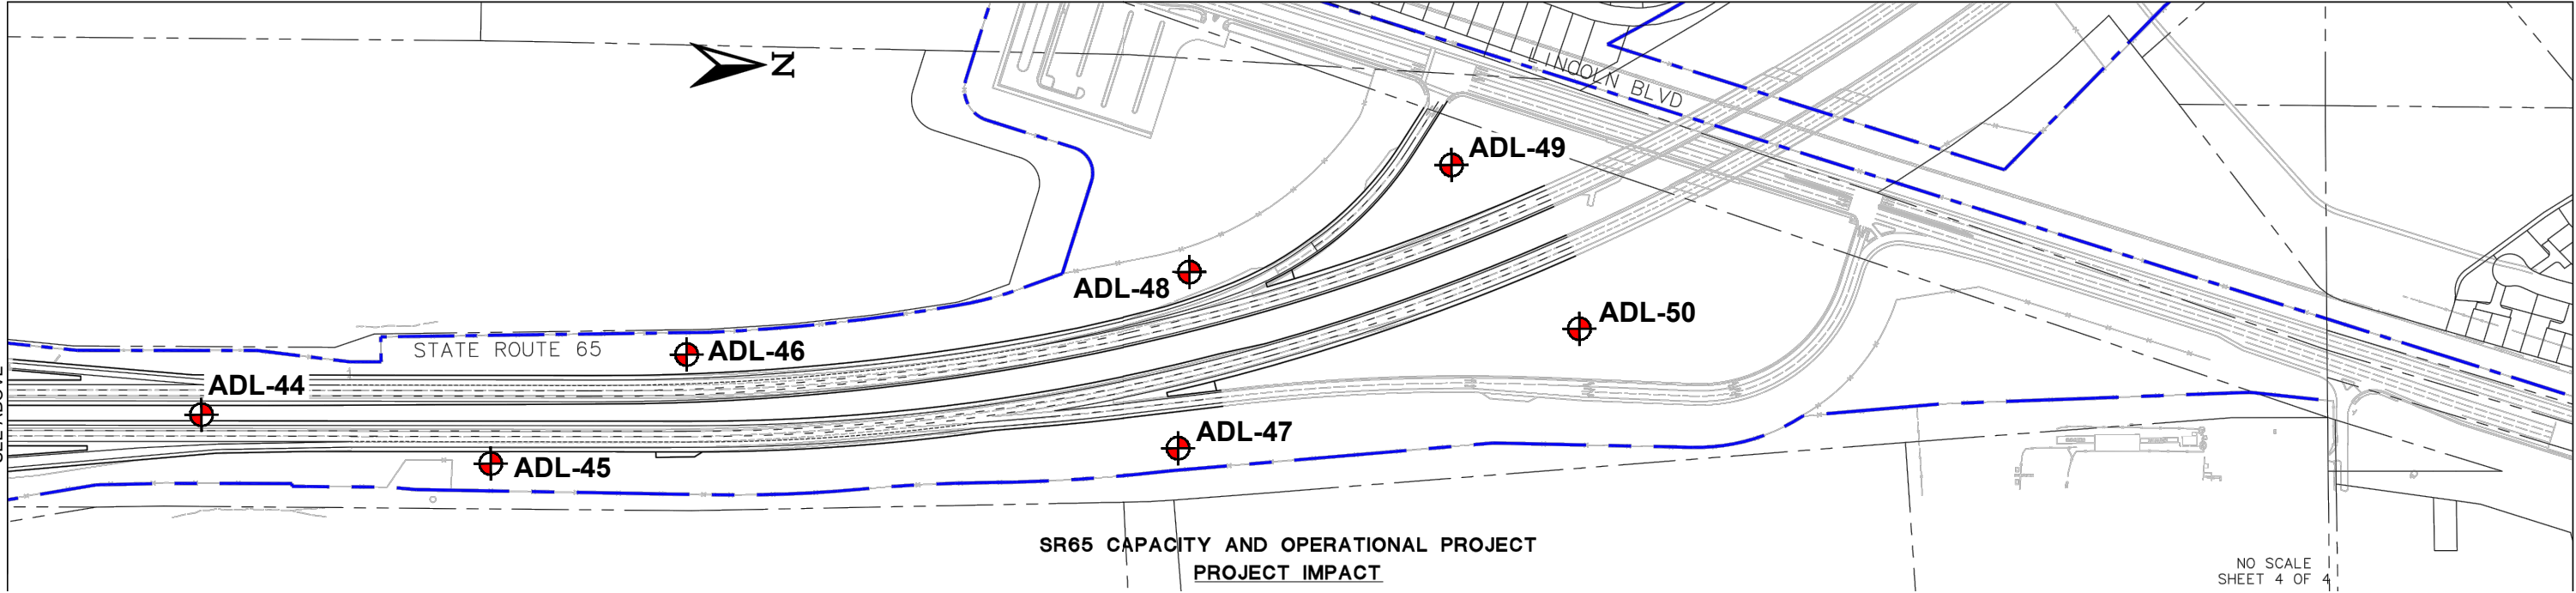 N
LINCOLN BLVD
ADL-49
ADL-48
ADL-50
STATE ROUTE 65
ADL-46
ADL-44
ADL-47
ADL-45
SR65 CAPACITY AND OPERATIONAL PROJECT
PROJECT IMPACT
NO SCALE
SHEET 4 OF 4